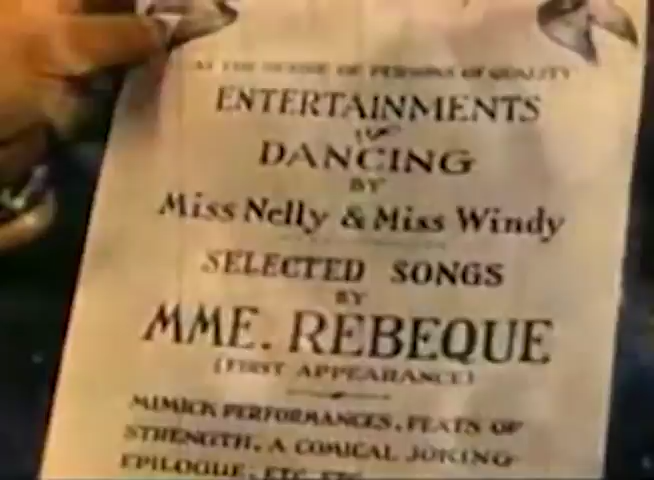 AT THE DESIRE OF PERSONS OF QUALITY
ENTERTAINMENTS
DANCING
BY
Miss Nelly & Miss Windy
SELECTED SONGS
BY
MME. REBEQUE
(FIRST APPEARANCE)
MIMICK PERFORMANCES, FEATS OF
STRENGTH, A COMICAL JOKING
EPILOGUE, ETC. ETC.